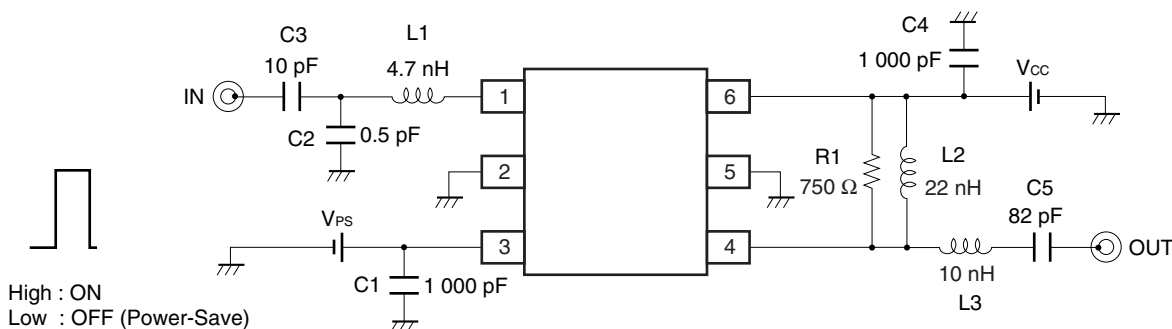 C3
10 pF
L1
4.7 nH
C4
1 000 pF
VCC
IN
1
6
C2
0.5 pF
2
5
R1
750 Ω
L2
22 nH
C5
82 pF
VPS
3
4
OUT
C1
1 000 pF
10 nH
L3
High : ON
Low : OFF (Power-Save)